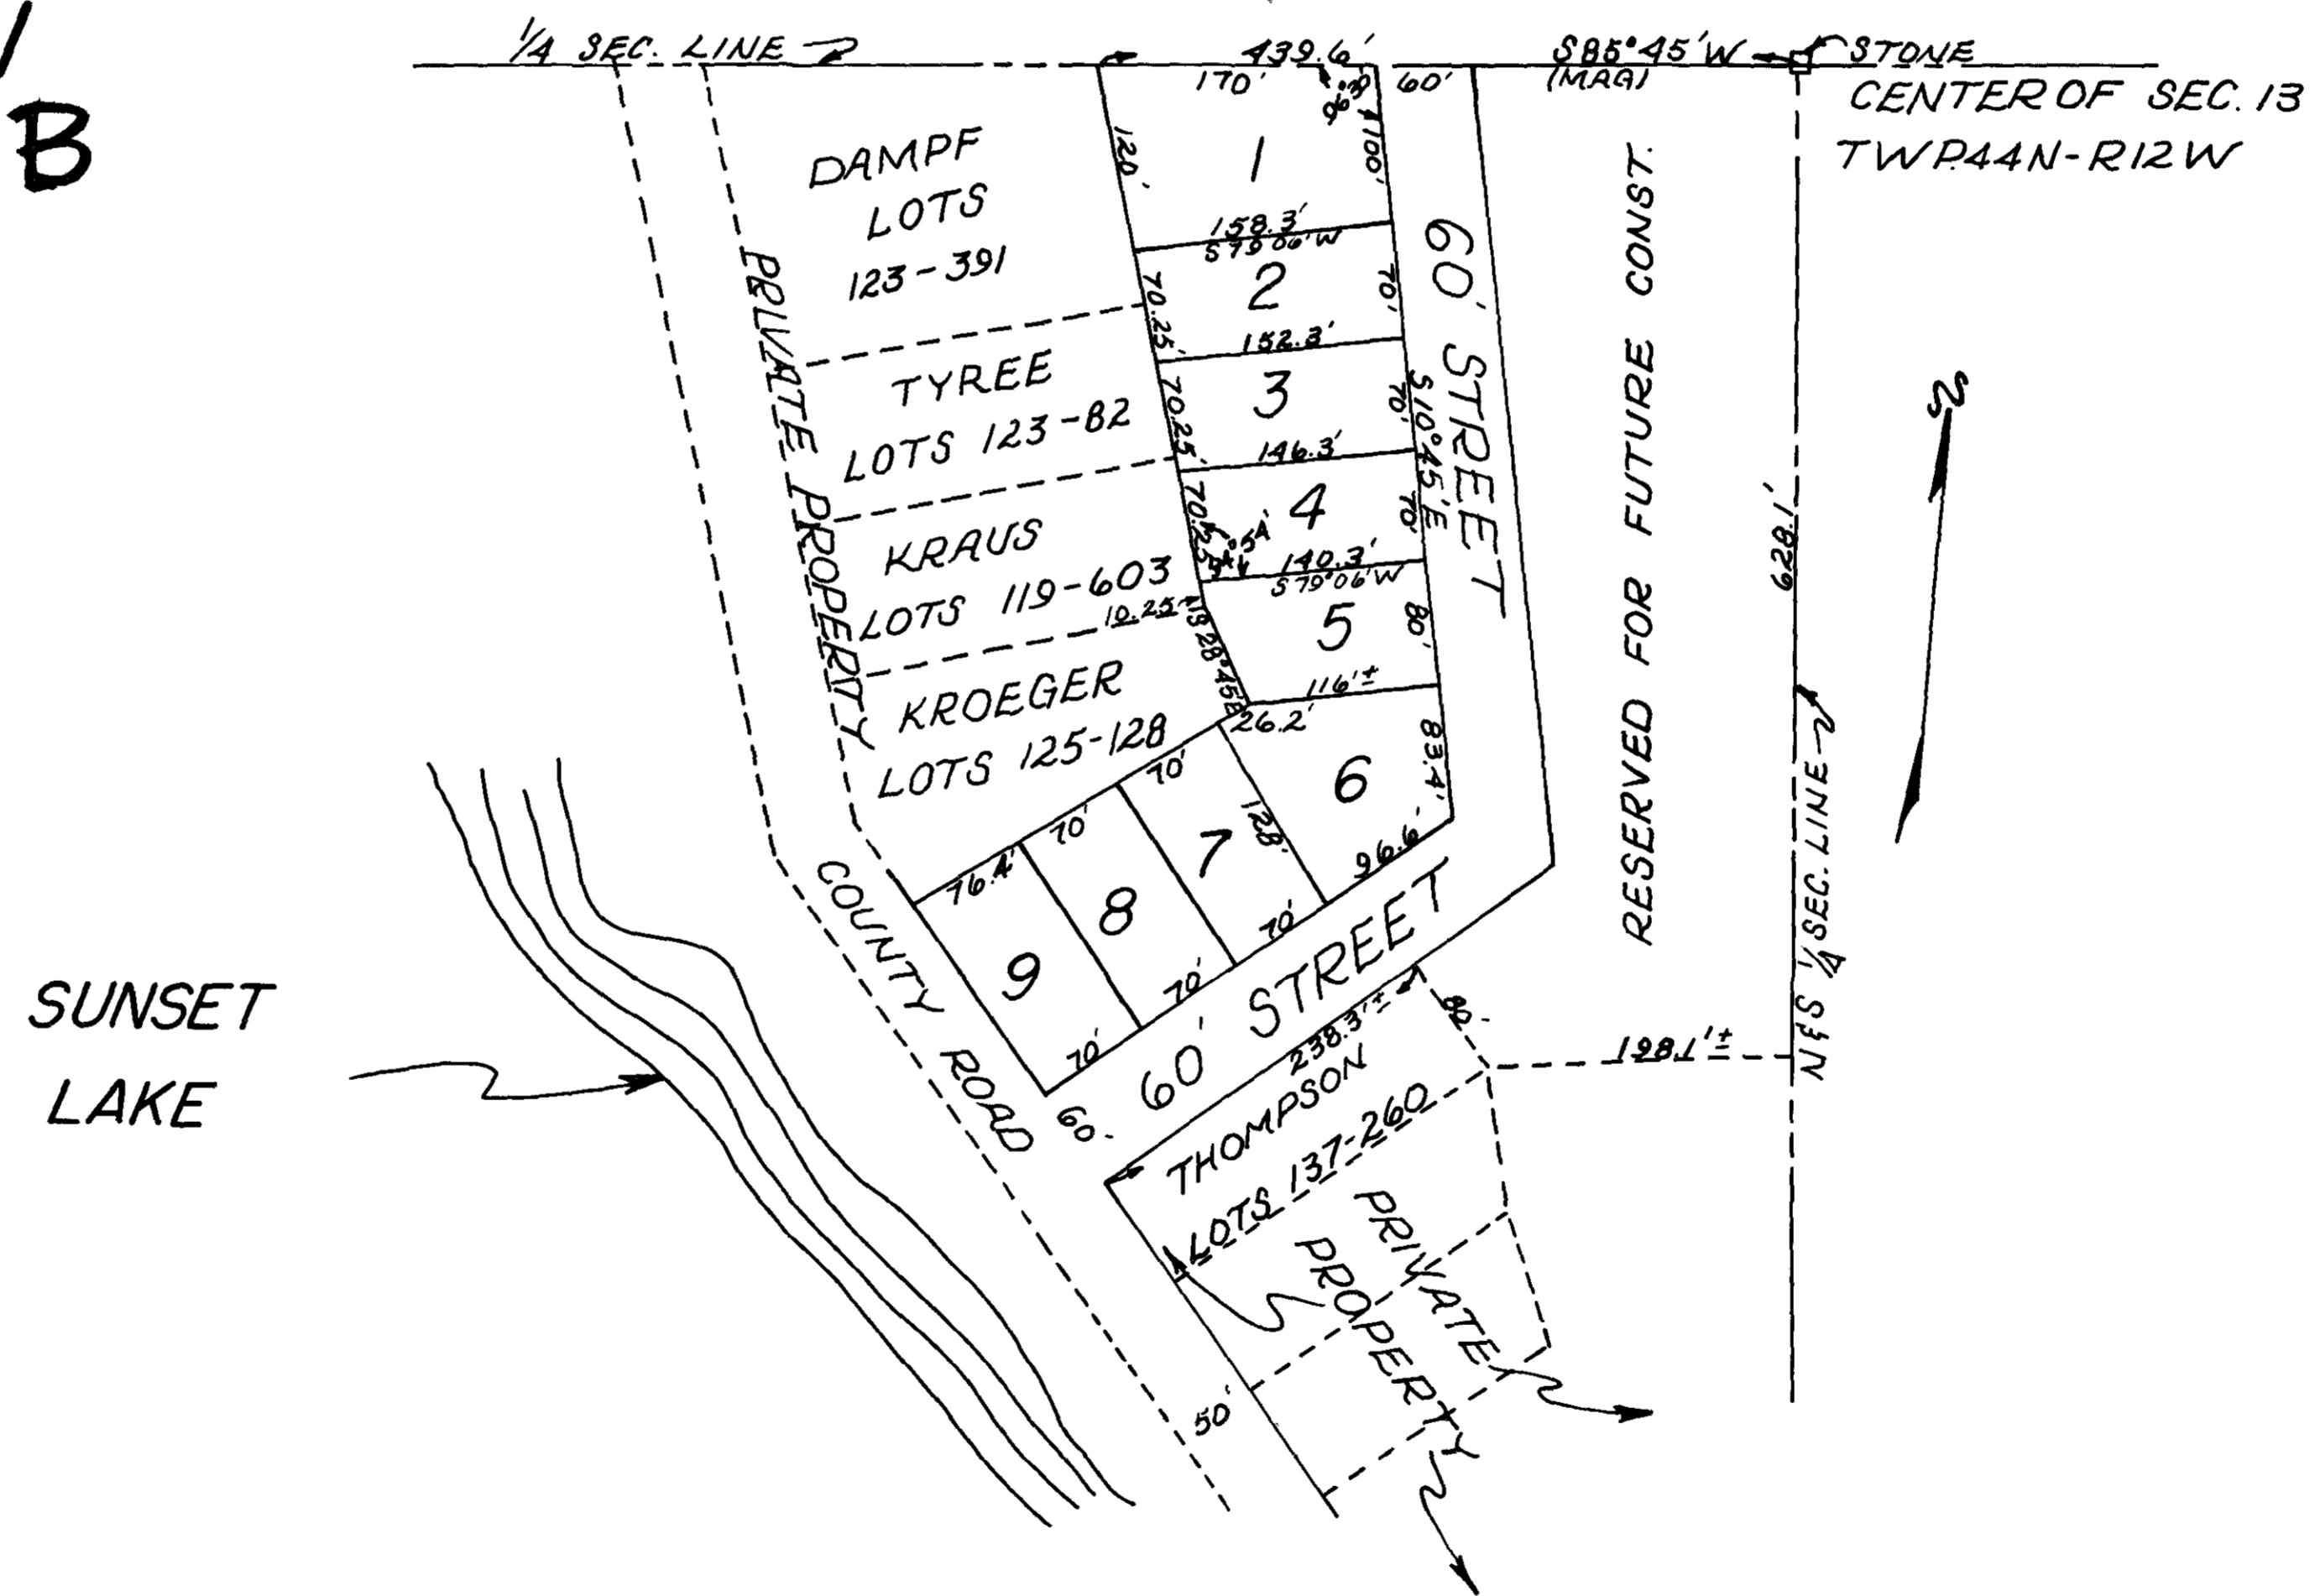 B
1/4 SEC. LINE
439.6'
S85°45'W
(MAG)
STONE
CENTER OF SEC. 13
TWP.44N-R12W
170'
60'
100'
120'
1
158.3'
S79°06'W
DAMPF
LOTS
123-391
2
70'
70.25'
152.3'
TYREE
LOTS 123-82
3
70'
70.25'
146.3'
S10°45'E
KRAUS
LOTS 119-603
4
70'
70.25'
140.3'
S79°06'W
10.25'
5
80'
S28°45'E
116'±
KROEGER
LOTS 125-128
26.2'
6
83.4'
96.6'
128'
70'
7
70'
70'
8
70'
76.4'
9
70'
60' STREET
60' STREET
60'
PRIVATE PROPERTY
COUNTY ROAD
RESERVED FOR FUTURE CONST.
628.1'
N&S 1/4 SEC. LINE
N
SUNSET
LAKE
238.3'±
80'
198.1'±
THOMPSON
LOTS 137-260
PRIVATE
PROPERTY
50'